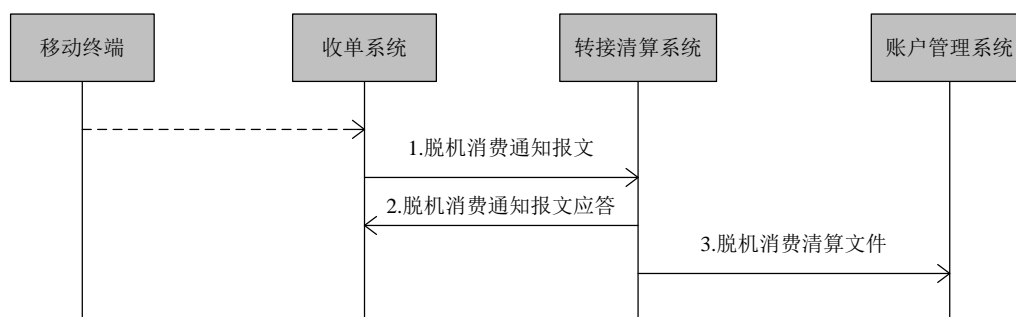 移动终端
收单系统
转接清算系统
账户管理系统
1.脱机消费通知报文
2.脱机消费通知报文应答
3.脱机消费清算文件